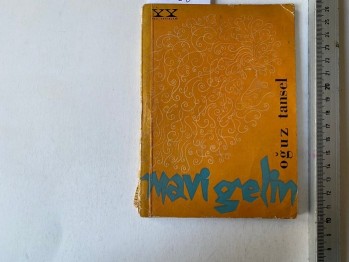 XX
oğuz tansel
mavi gelin